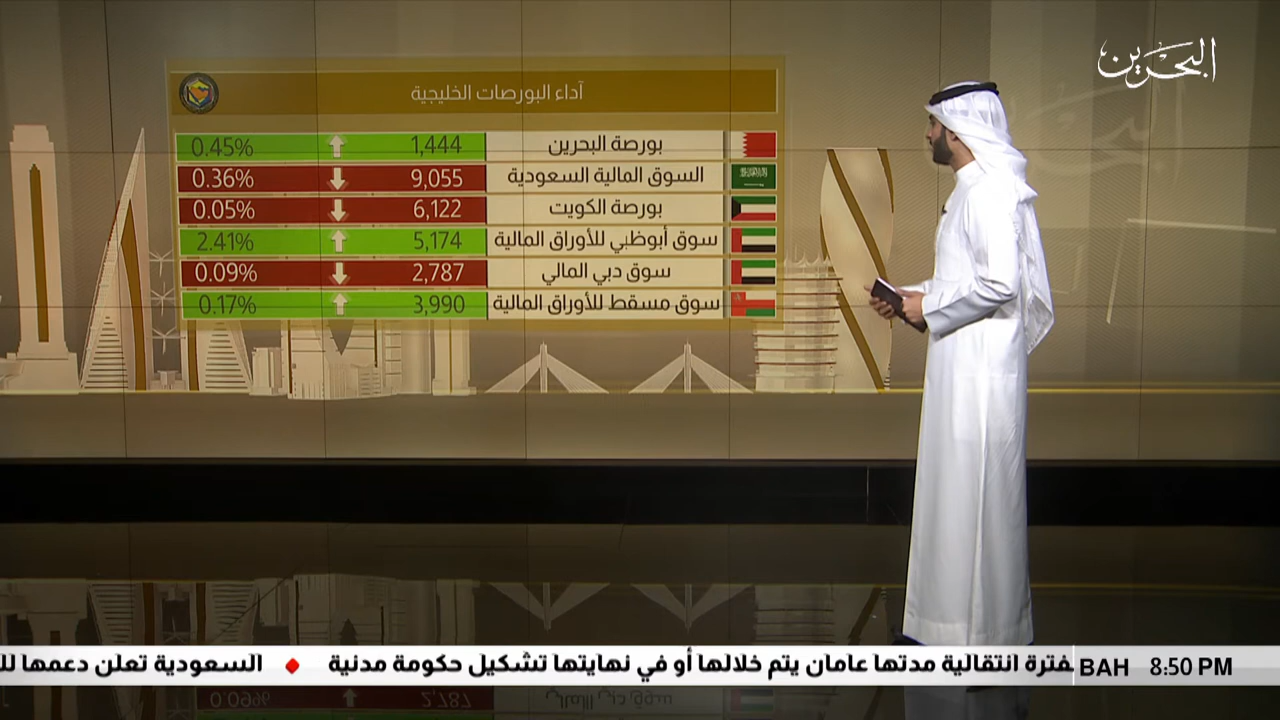 البحرين
آداء البورصات الخليجية
بورصة البحرين 1,444 0.45%
السوق المالية السعودية 9,055 0.36%
بورصة الكويت 6,122 0.05%
سوق أبوظبي للأوراق المالية 5,174 2.41%
سوق دبي المالي 2,787 0.09%
سوق مسقط للأوراق المالية 3,990 0.17%
BAH 8:50 PM
ـفترة انتقالية مدتها عامان يتم خلالها أو في نهايتها تشكيل حكومة مدنية • السعودية تعلن دعمها